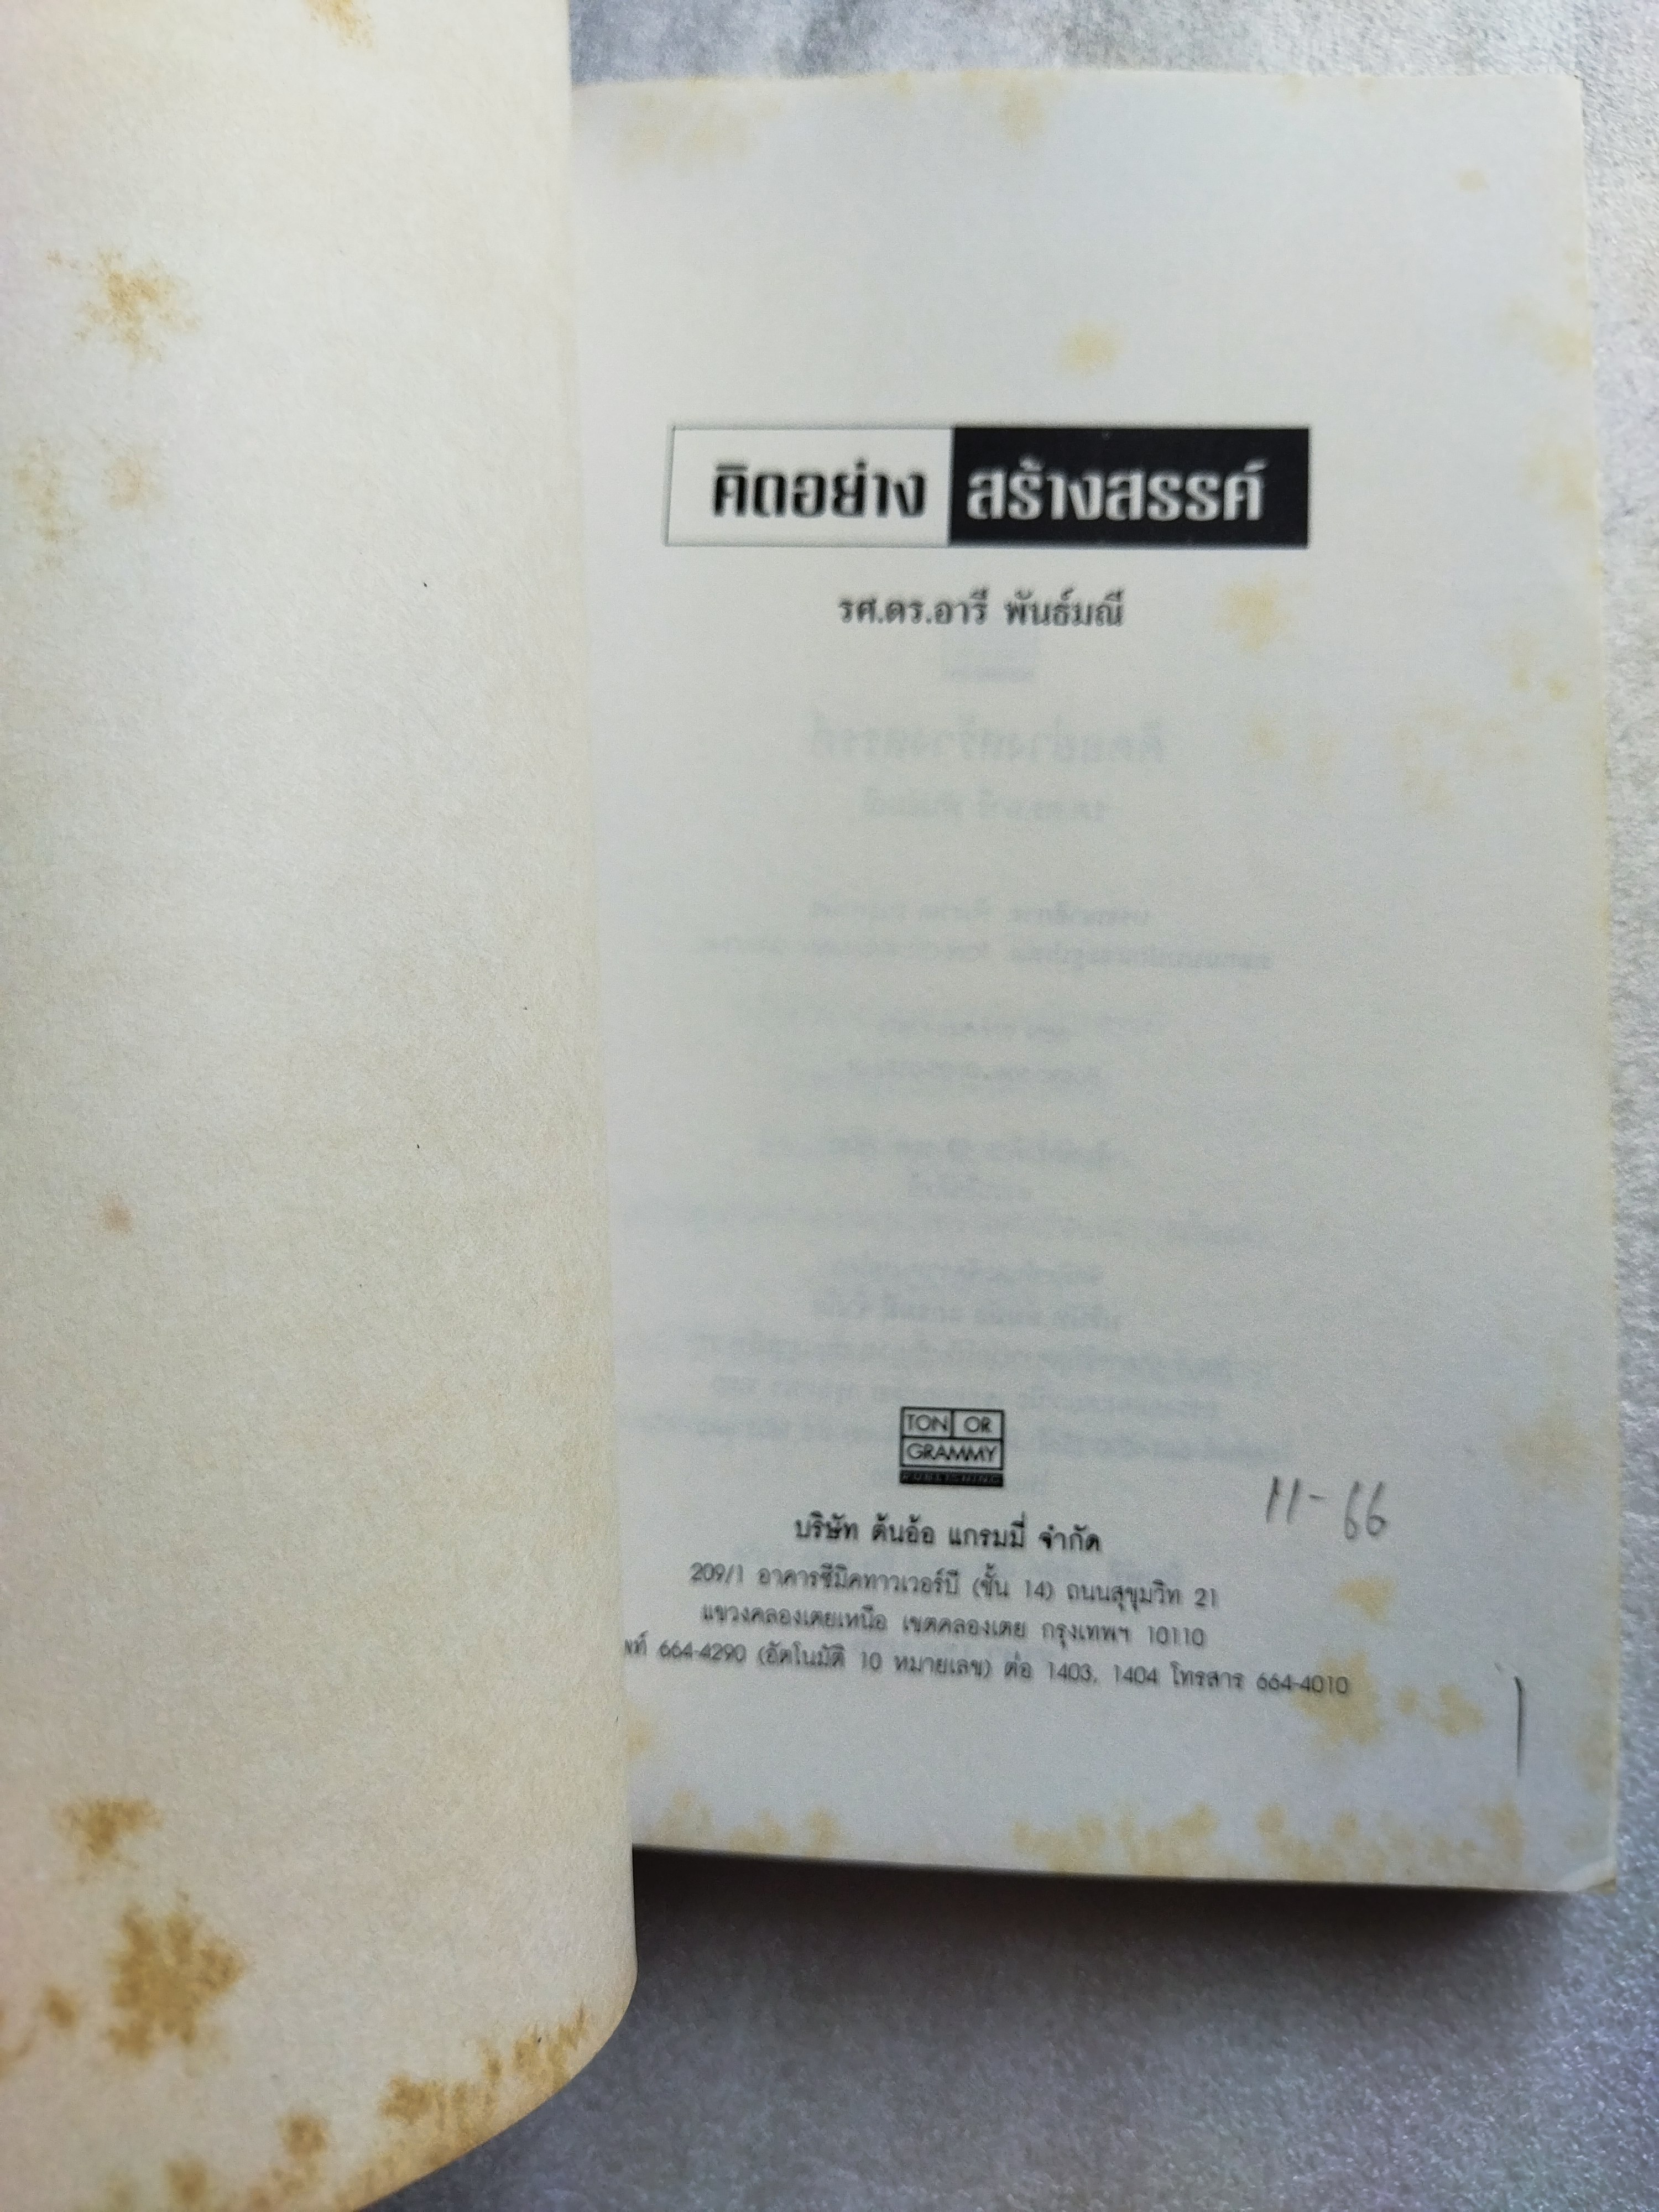 คิดอย่าง สร้างสรรค์
รศ.ดร.อารี พันธ์มณี
TON OR
GRAMMY
PUBLISHING
11-66
บริษัท ต้นอ้อ แกรมมี่ จำกัด
209/1 อาคารซีมิคทาวเวอร์บี (ชั้น 14) ถนนสุขุมวิท 21
แขวงคลองเตยเหนือ เขตคลองเตย กรุงเทพฯ 10110
พท์ 664-4290 (อัตโนมัติ 10 หมายเลข) ต่อ 1403, 1404 โทรสาร 664-4010